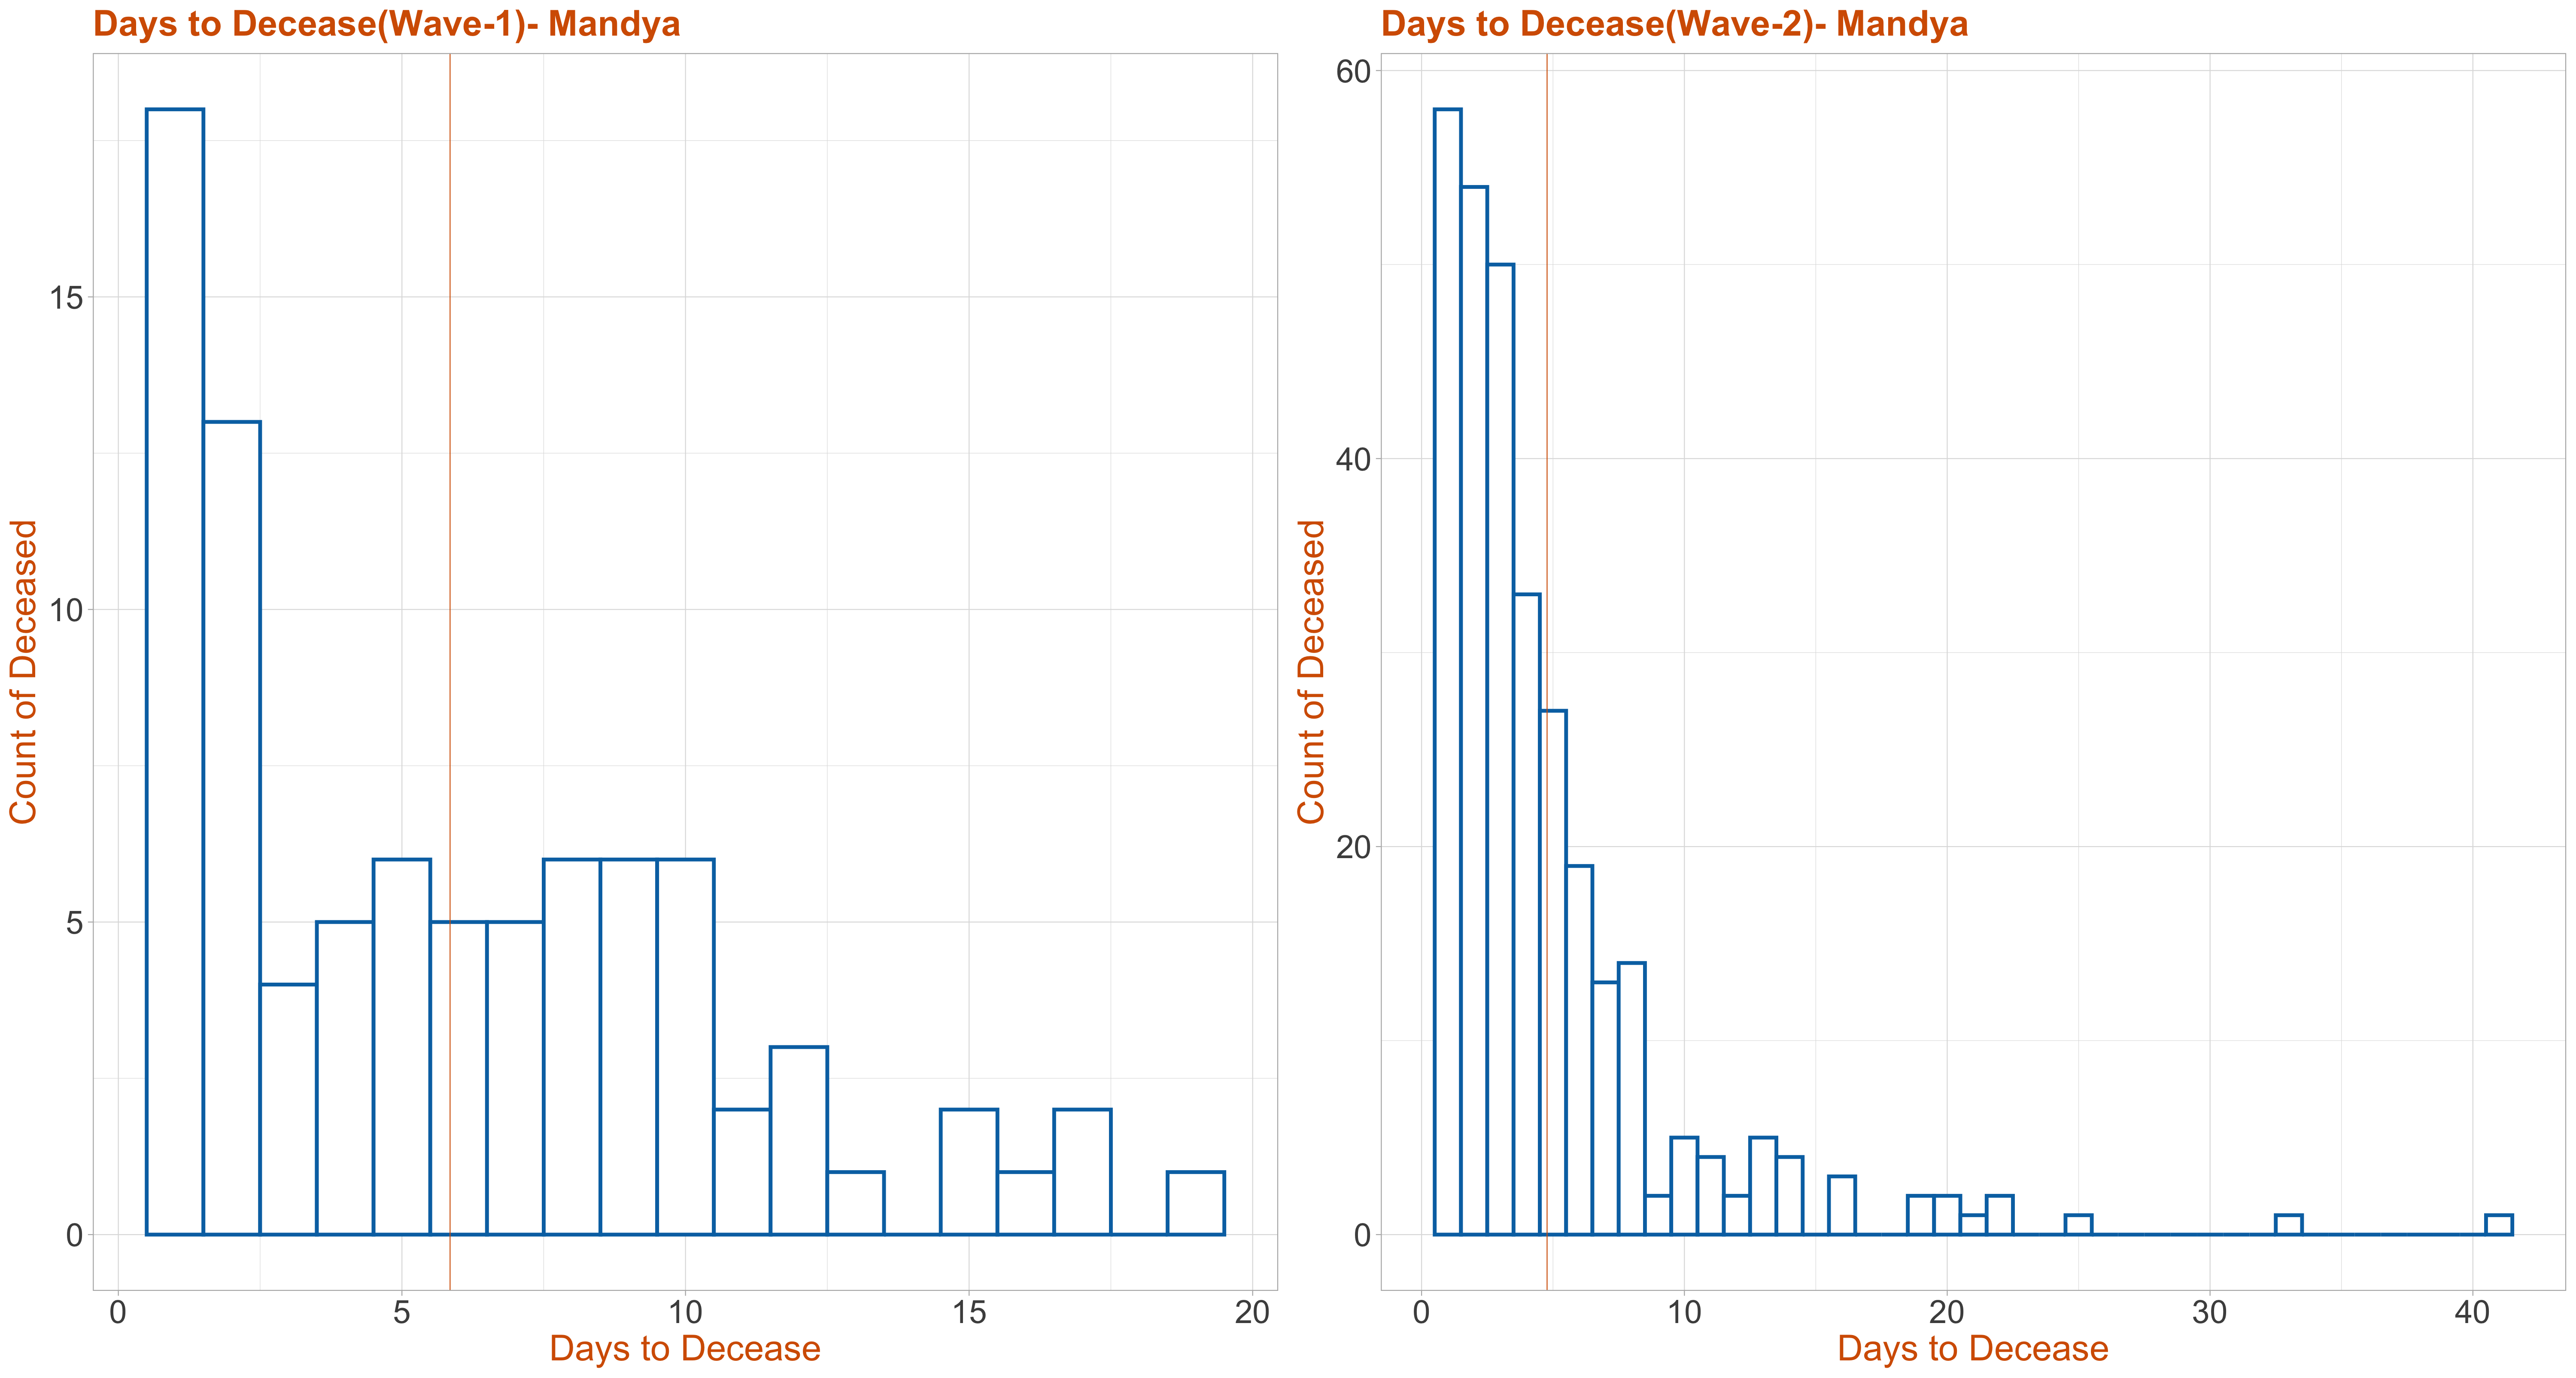 Days to Decease(Wave-1)- Mandya
Count of Deceased
15
10
5
0
0 5 10 15 20
Days to Decease
Days to Decease(Wave-2)- Mandya
Count of Deceased
60
40
20
0
0 10 20 30 40
Days to Decease